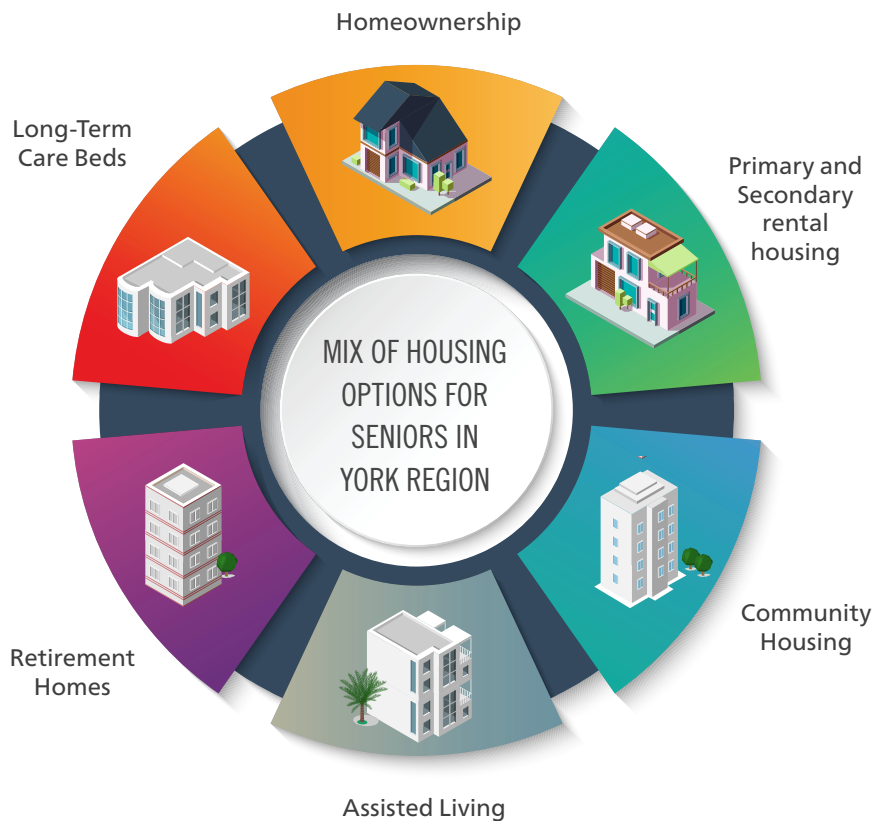 Homeownership
Primary and
Secondary
rental
housing
Community
Housing
Assisted Living
Retirement
Homes
Long-Term
Care Beds
MIX OF HOUSING
OPTIONS FOR
SENIORS IN
YORK REGION